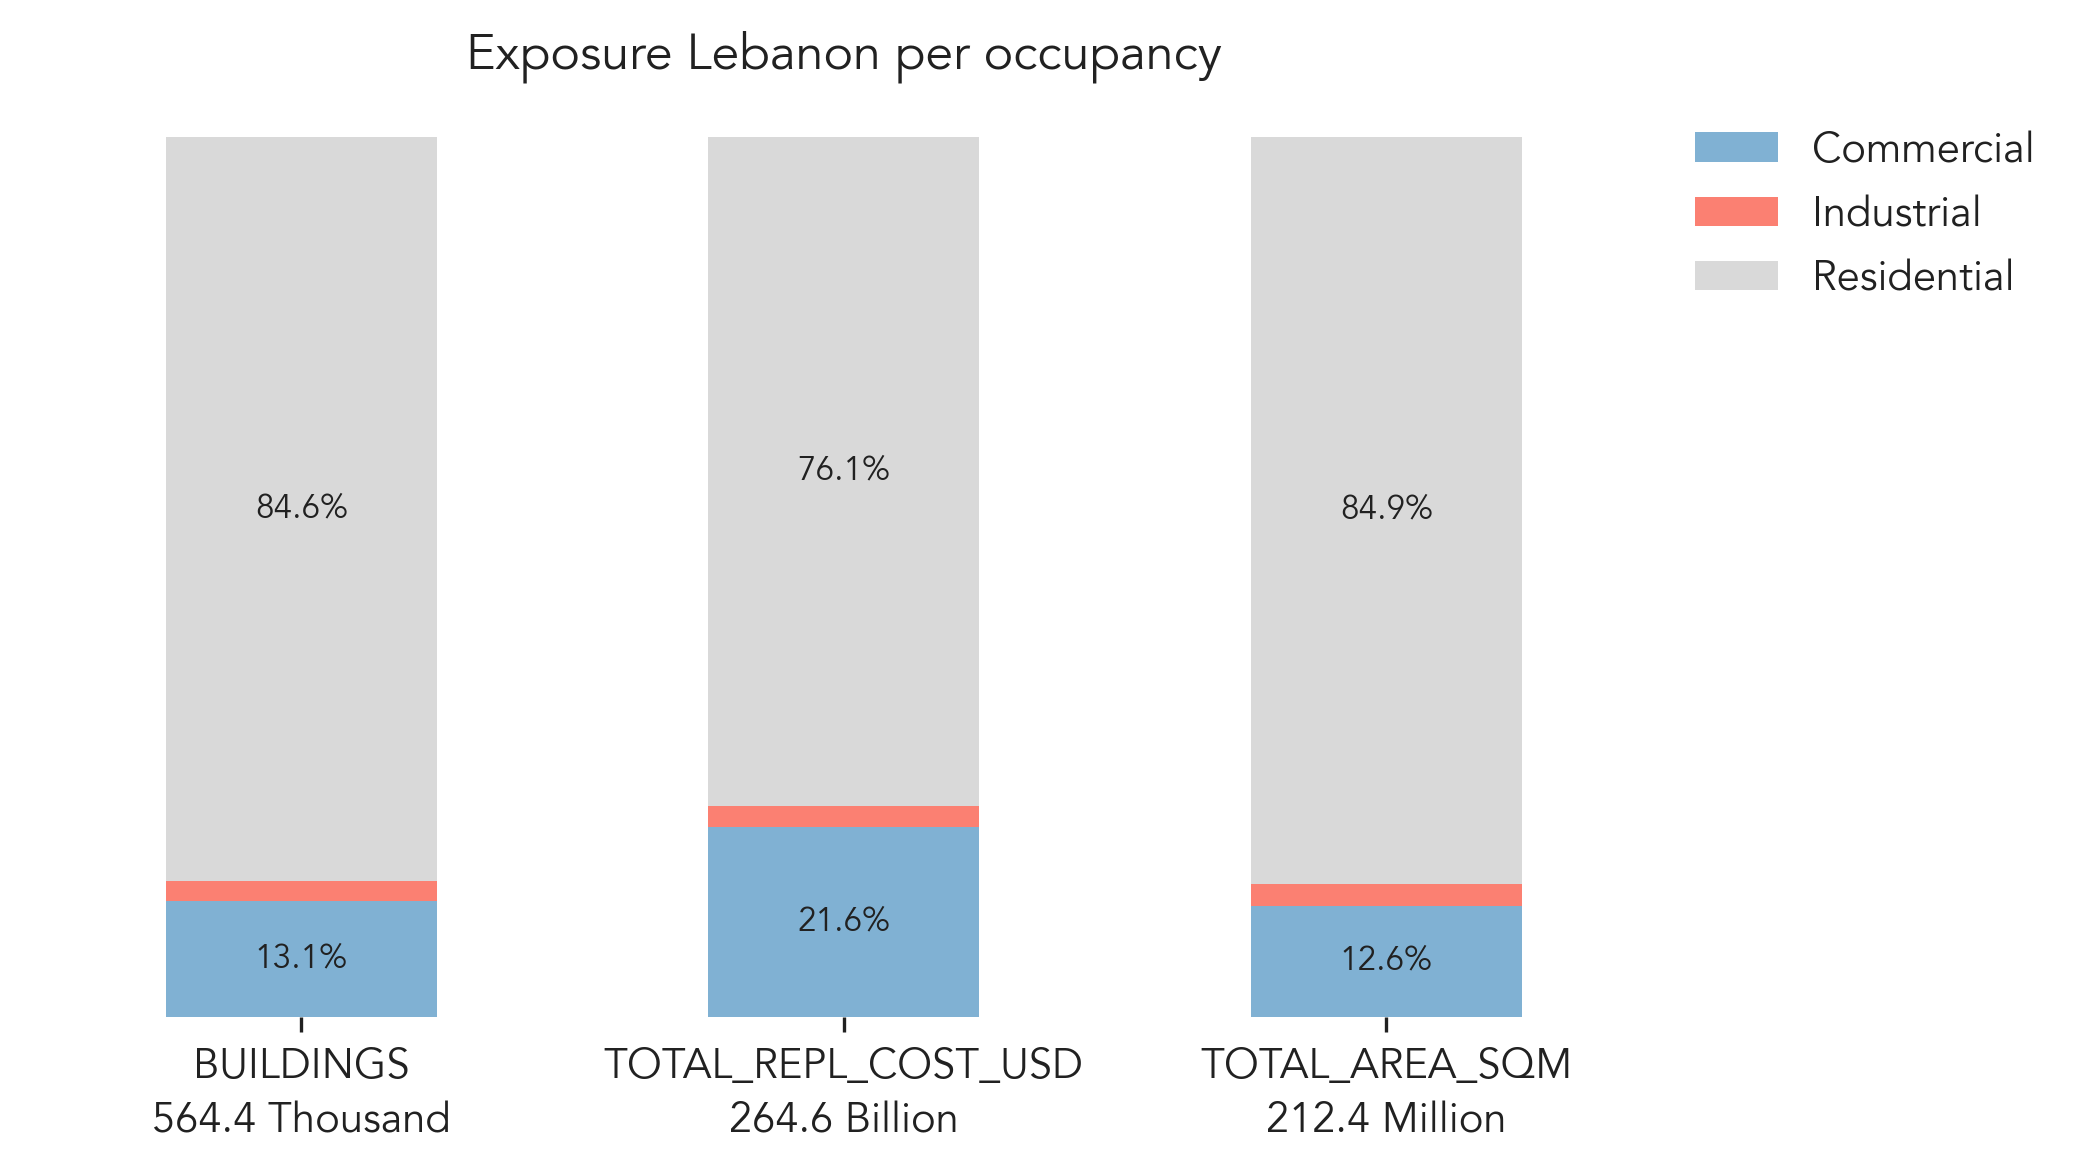 Exposure Lebanon per occupancy
Commercial
Industrial
Residential
84.6%
76.1%
84.9%
13.1%
21.6%
12.6%
BUILDINGS
564.4 Thousand
TOTAL_REPL_COST_USD
264.6 Billion
TOTAL_AREA_SQM
212.4 Million